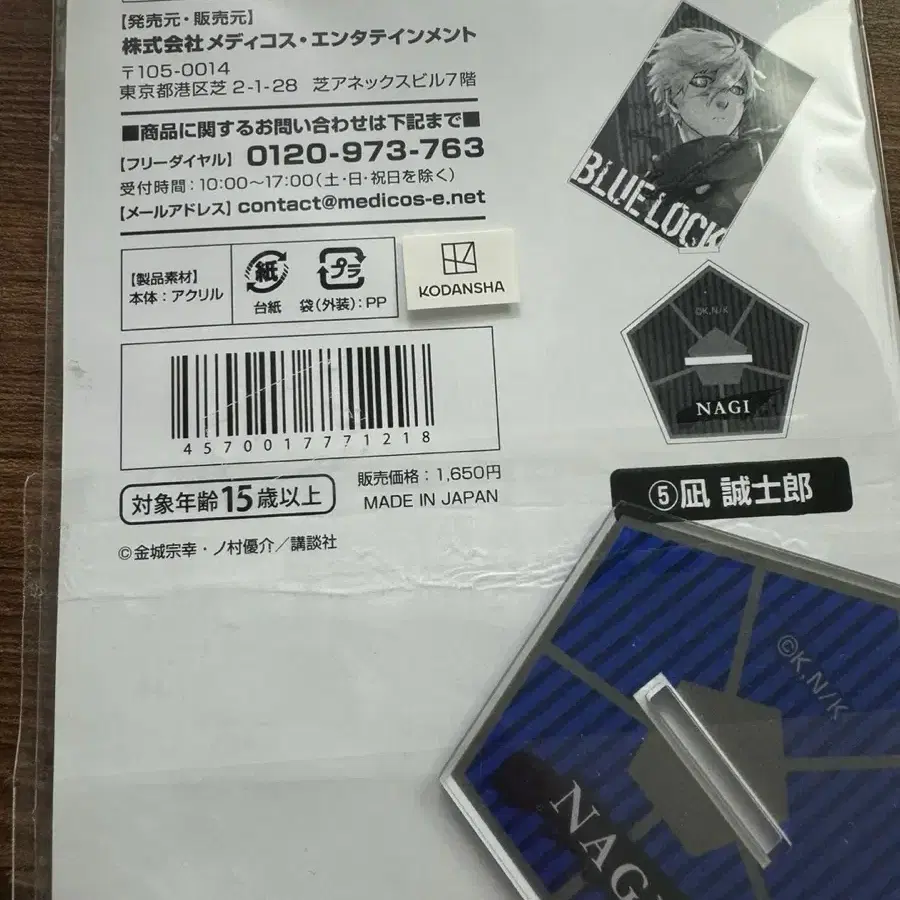 【発売元・販売元】
株式会社メディコス・エンタテインメント
〒105-0014
東京都港区芝2-1-28 芝アネックスビル7階
■商品に関するお問い合わせは下記まで■
【フリーダイヤル】 0120-973-763
受付時間：10:00～17:00(土・日・祝日を除く)
【メールアドレス】 contact@medicos-e.net
【製品素材】
本体：アクリル
紙
台紙
プラ
袋(外装)：PP
KODANSHA
4570017771218
対象年齢15歳以上
販売価格：1,650円
MADE IN JAPAN
©金城宗幸・ノ村優介／講談社
BLUELOCK
©K,N/K
NAGI
⑤凪 誠士郎
©K,N/K
NAGI